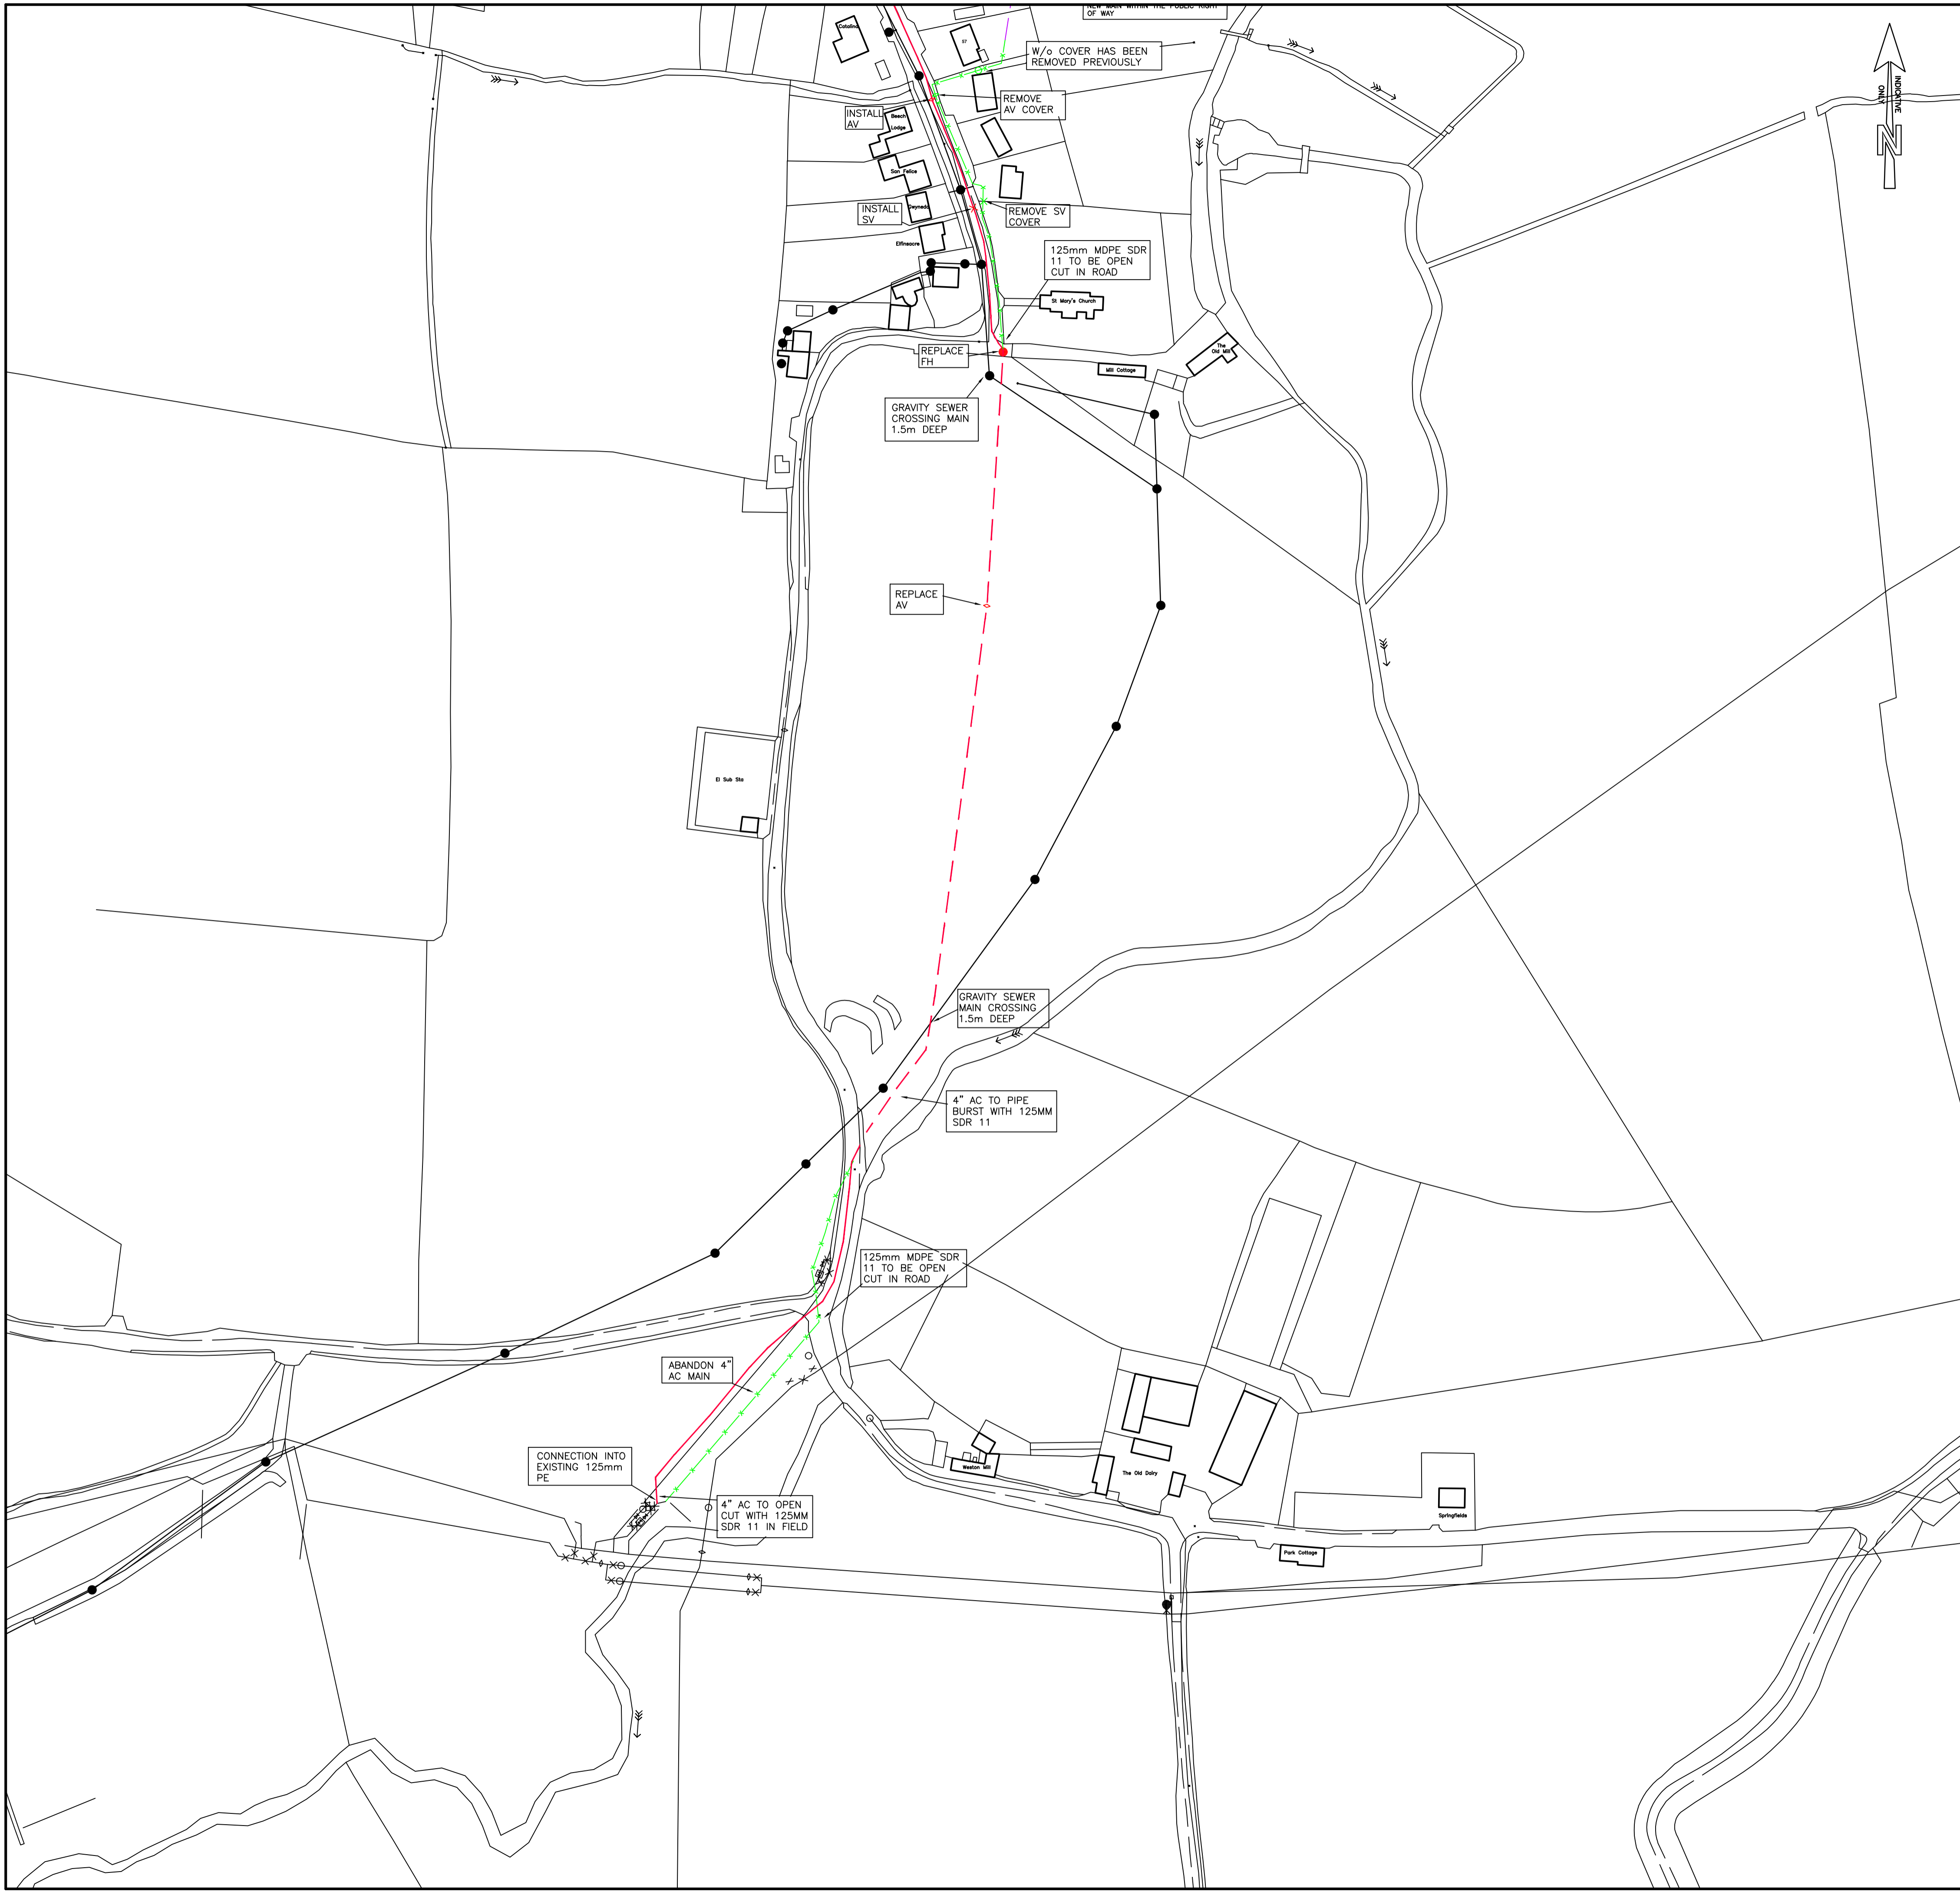 NEW MAIN WITHIN THE PUBLIC RIGHT
OF WAY
Catalina
57
W/o COVER HAS BEEN
REMOVED PREVIOUSLY
INDICATIVE
ONLY
N
REMOVE
AV COVER
INSTALL
AV
Beech
Lodge
San Felice
INSTALL
SV
Gwynedd
REMOVE SV
COVER
Elfinsacre
125mm MDPE SDR
11 TO BE OPEN
CUT IN ROAD
St Mary's Church
REPLACE
FH
The
Old Mill
Mill Cottage
GRAVITY SEWER
CROSSING MAIN
1.5m DEEP
REPLACE
AV
El Sub Sta
GRAVITY SEWER
MAIN CROSSING
1.5m DEEP
4" AC TO PIPE
BURST WITH 125MM
SDR 11
125mm MDPE SDR
11 TO BE OPEN
CUT IN ROAD
ABANDON 4"
AC MAIN
CONNECTION INTO
EXISTING 125mm
PE
Weston Mill
The Old Dairy
4" AC TO OPEN
CUT WITH 125MM
SDR 11 IN FIELD
Springfields
Park Cottage